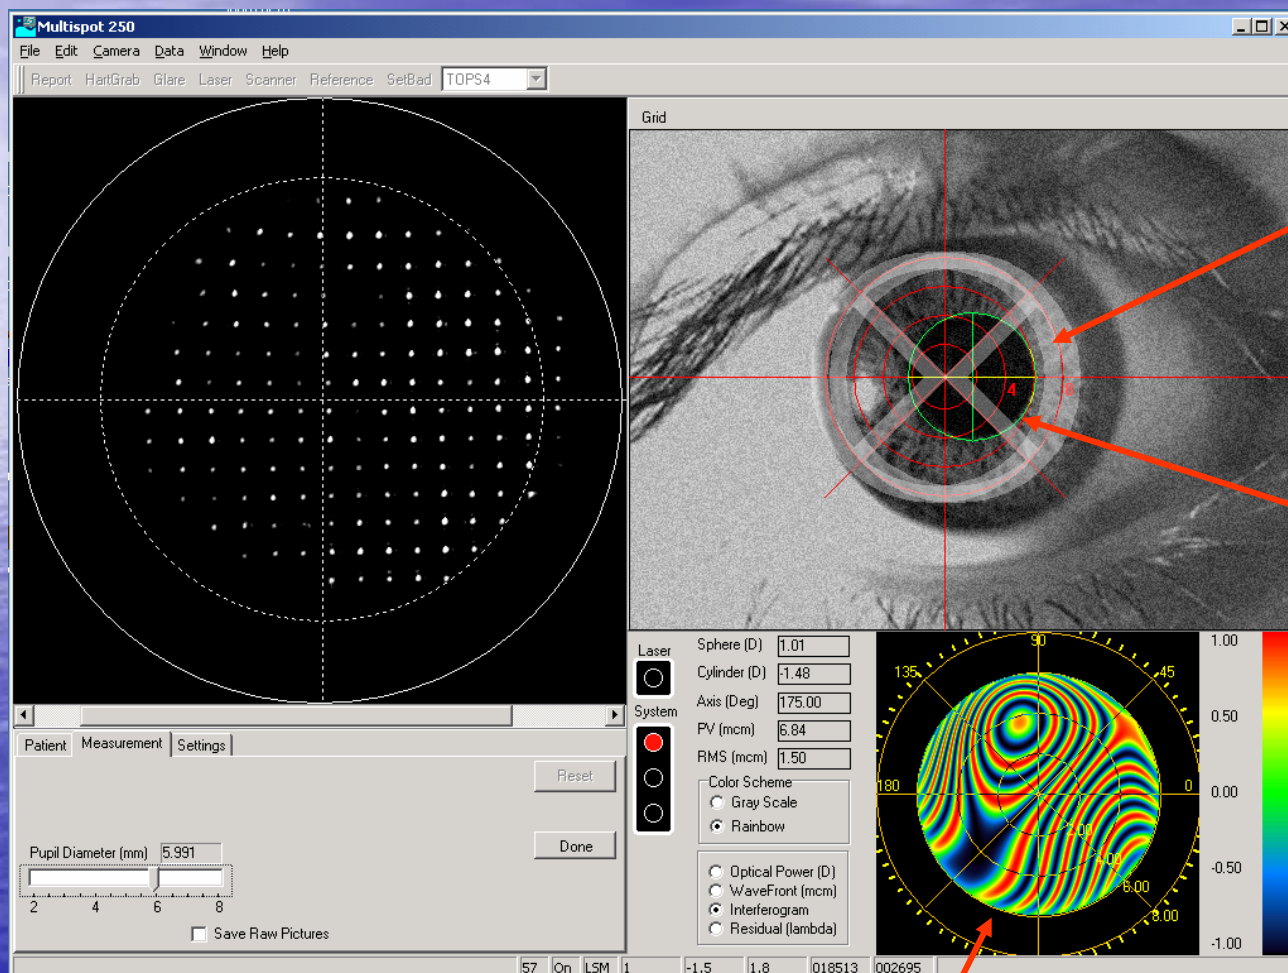 Multispot 250
File Edit Camera Data Window Help
Report HartGrab Glare Laser Scanner Reference SetBad TOPS4
Grid
4 8
Laser
System
Sphere (D) 1.01
Cylinder (D) -1.48
Axis (Deg) 175.00
PV (mcm) 6.84
RMS (mcm) 1.50
Color Scheme
Gray Scale
Rainbow
Optical Power (D)
WaveFront (mcm)
Interferogram
Residual (lambda)
90
135 45
180 0
2.00
4.00
6.00
8.00
1.00
0.50
0.00
-0.50
-1.00
Patient Measurement Settings
Reset
Done
Pupil Diameter (mm) 5.991
2 4 6 8
Save Raw Pictures
57 On LSM 1 -1.5 1.8 018513 002695